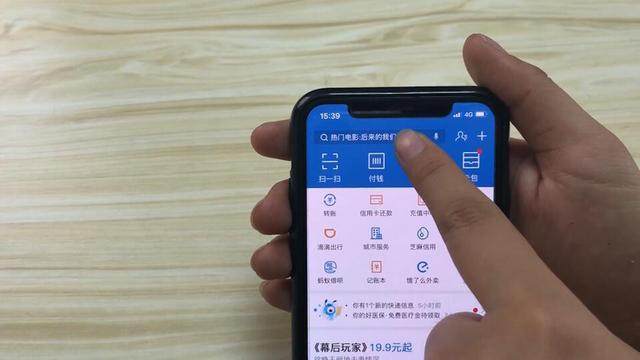 15:39
4G
热门电影:后来的我们
扫一扫
付钱
包
转账
信用卡还款
充值中
滴滴出行
城市服务
芝麻信用
蚂蚁借呗
记账本
饿了么外卖
你有1个新的快递信息 5小时前
你的好医保·免费医疗金待领取
《幕后玩家》19.9元起